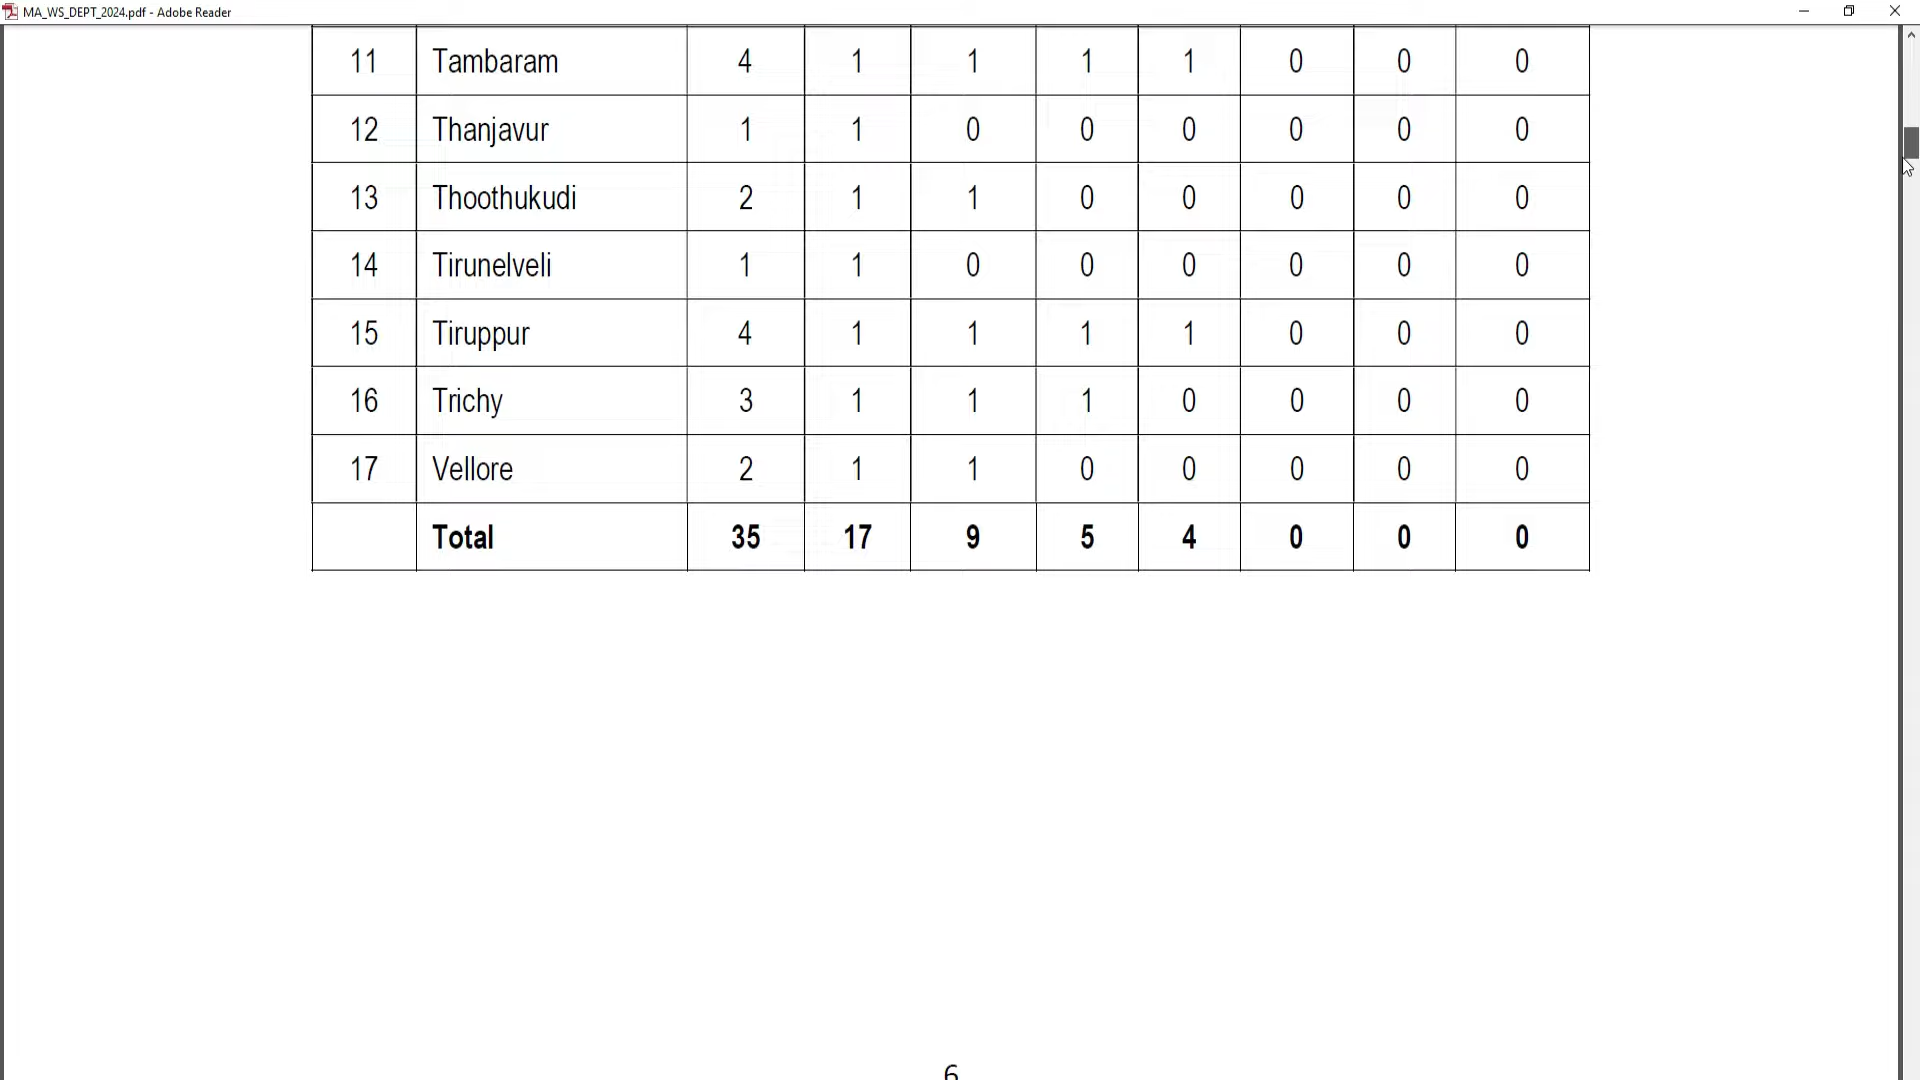 MA_WS_DEPT_2024.pdf - Adobe Reader
11 Tambaram 4 1 1 1 1 0 0 0
12 Thanjavur 1 1 0 0 0 0 0 0
13 Thoothukudi 2 1 1 0 0 0 0 0
14 Tirunelveli 1 1 0 0 0 0 0 0
15 Tiruppur 4 1 1 1 1 0 0 0
16 Trichy 3 1 1 1 0 0 0 0
17 Vellore 2 1 1 0 0 0 0 0
Total 35 17 9 5 4 0 0 0
6